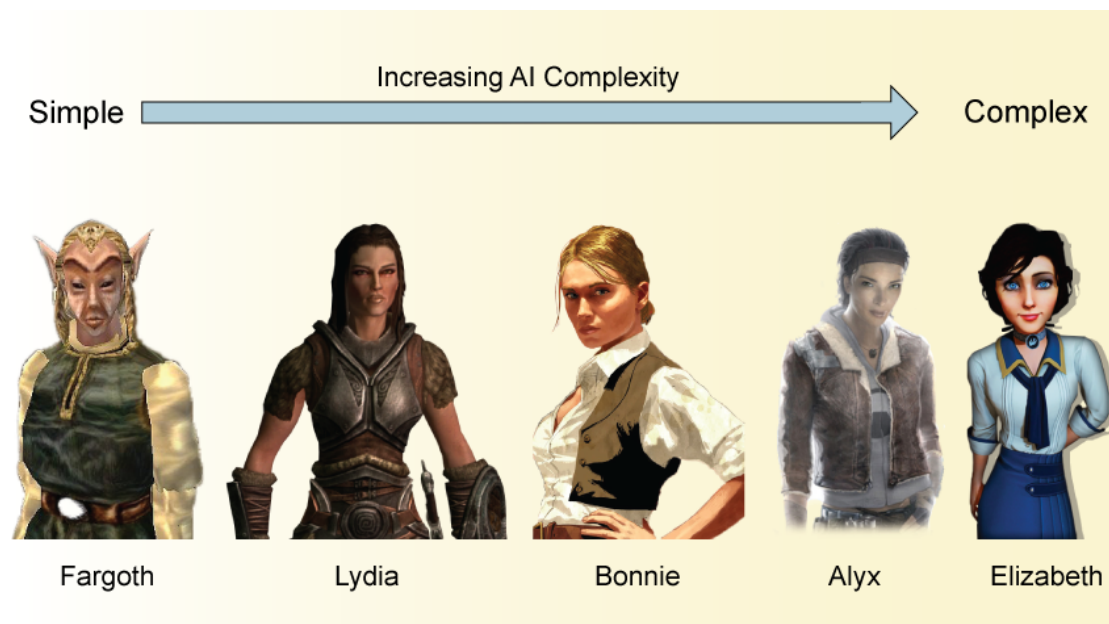 Increasing AI Complexity
Simple
Complex
Fargoth
Lydia
Bonnie
Alyx
Elizabeth